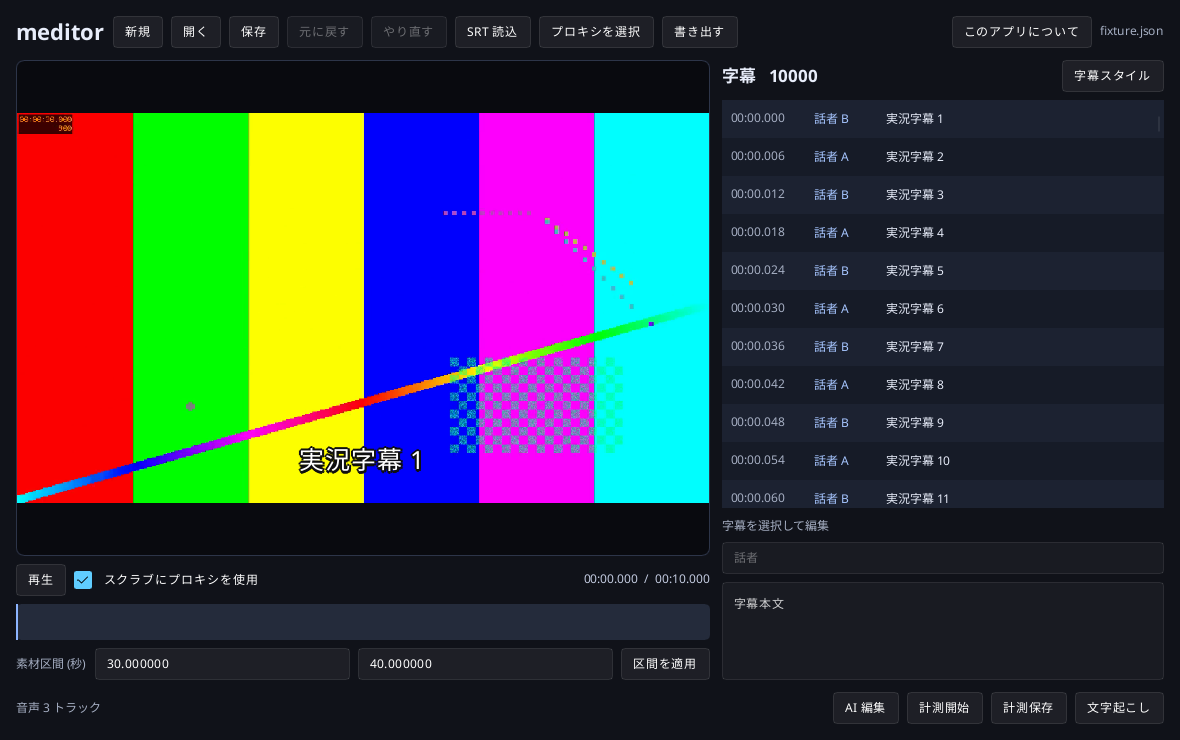 meditor 新規 開く 保存 元に戻す やり直す SRT 読込 プロキシを選択 書き出す このアプリについて fixture.json
00:00:30.000
900
実況字幕 1
再生 スクラブにプロキシを使用 00:00.000 / 00:10.000
素材区間 (秒) 30.000000 40.000000 区間を適用
音声 3 トラック
字幕 10000 字幕スタイル
00:00.000 話者 B 実況字幕 1
00:00.006 話者 A 実況字幕 2
00:00.012 話者 B 実況字幕 3
00:00.018 話者 A 実況字幕 4
00:00.024 話者 B 実況字幕 5
00:00.030 話者 A 実況字幕 6
00:00.036 話者 B 実況字幕 7
00:00.042 話者 A 実況字幕 8
00:00.048 話者 B 実況字幕 9
00:00.054 話者 A 実況字幕 10
00:00.060 話者 B 実況字幕 11
字幕を選択して編集
話者
字幕本文
AI 編集 計測開始 計測保存 文字起こし